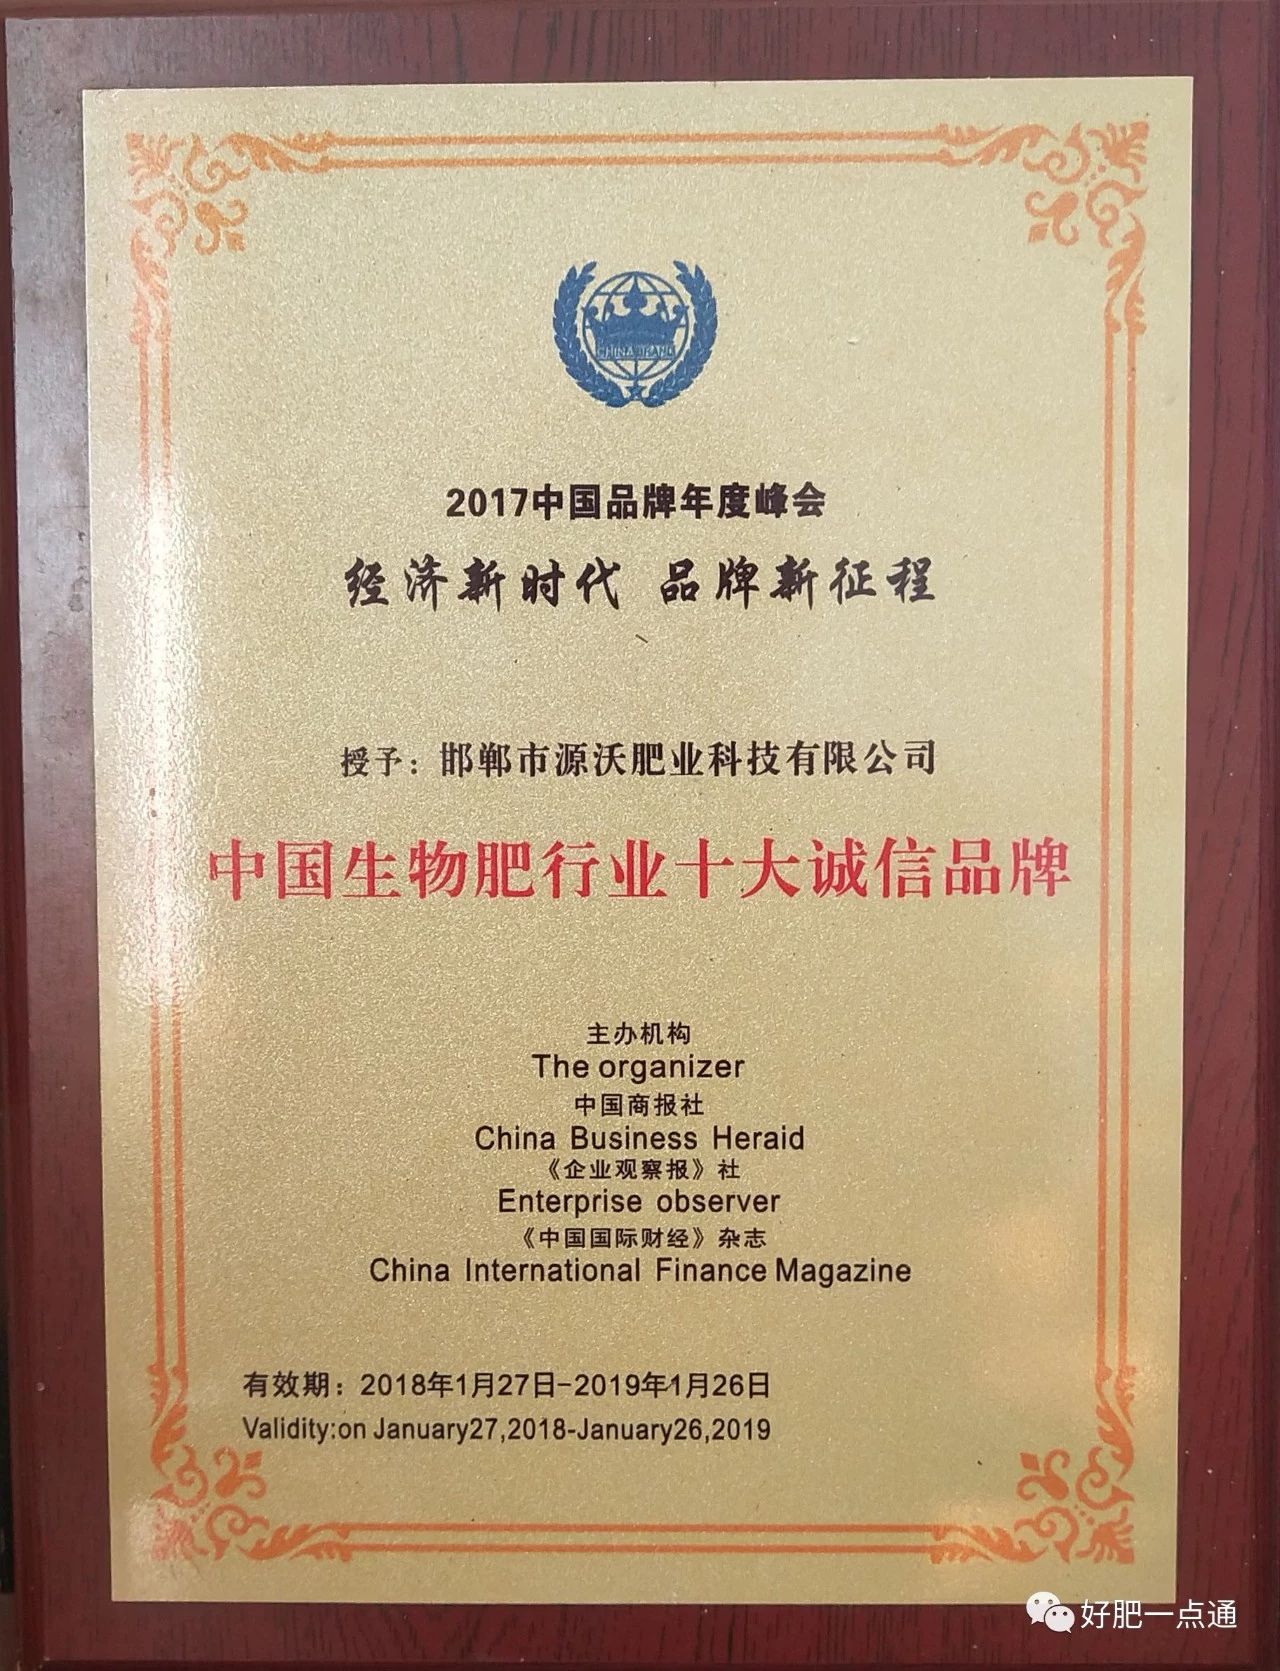 CHINA BRAND
2017中国品牌年度峰会
经济新时代 品牌新征程
授予：邯郸市源沃肥业科技有限公司
中国生物肥行业十大诚信品牌
主办机构
The organizer
中国商报社
China Business Heraid
《企业观察报》社
Enterprise observer
《中国国际财经》杂志
China International Finance Magazine
有效期：2018年1月27日-2019年1月26日
Validity:on January27,2018-January26,2019
好肥一点通